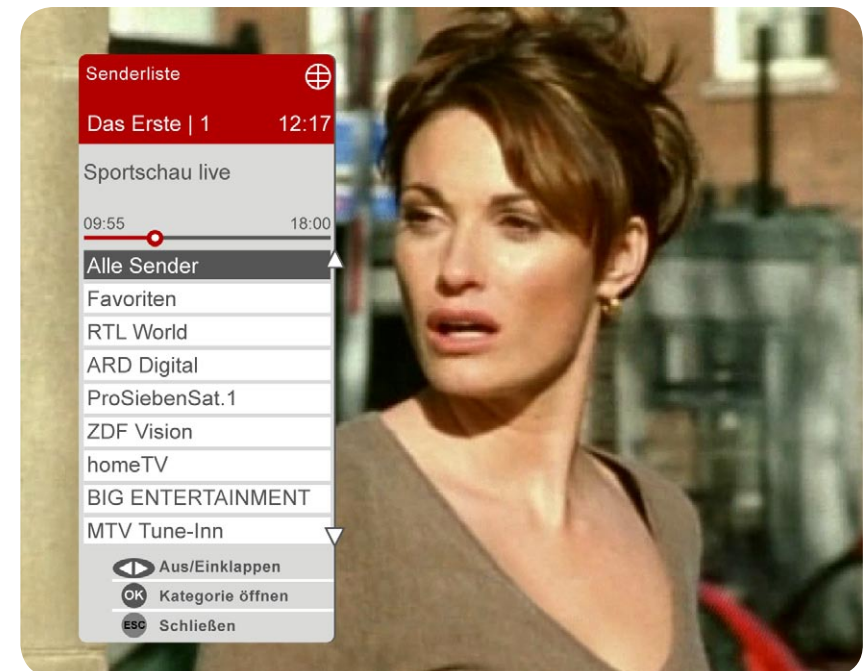 Senderliste
Das Erste | 1 12:17
Sportschau live
09:55 18:00
Alle Sender
Favoriten
RTL World
ARD Digital
ProSiebenSat.1
ZDF Vision
homeTV
BIG ENTERTAINMENT
MTV Tune-Inn
Aus/Einklappen
OK Kategorie öffnen
ESC Schließen